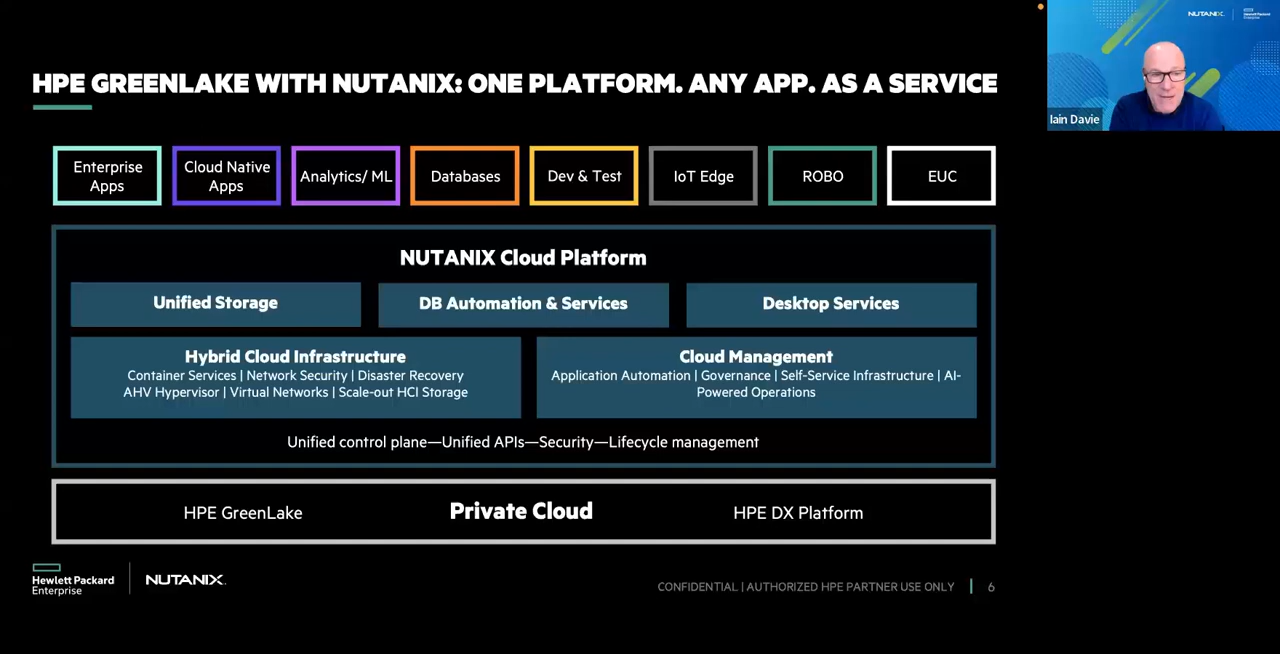 NUTANIX
Hewlett Packard
Enterprise
Iain Davie
HPE GREENLAKE WITH NUTANIX: ONE PLATFORM. ANY APP. AS A SERVICE
Enterprise
Apps
Cloud Native
Apps
Analytics/ ML
Databases
Dev & Test
IoT Edge
ROBO
EUC
NUTANIX Cloud Platform
Unified Storage
DB Automation & Services
Desktop Services
Hybrid Cloud Infrastructure
Container Services | Network Security | Disaster Recovery
AHV Hypervisor | Virtual Networks | Scale-out HCI Storage
Cloud Management
Application Automation | Governance | Self-Service Infrastructure | AI-
Powered Operations
Unified control plane—Unified APIs—Security—Lifecycle management
HPE GreenLake
Private Cloud
HPE DX Platform
Hewlett Packard
Enterprise
NUTANIX.
CONFIDENTIAL | AUTHORIZED HPE PARTNER USE ONLY
6